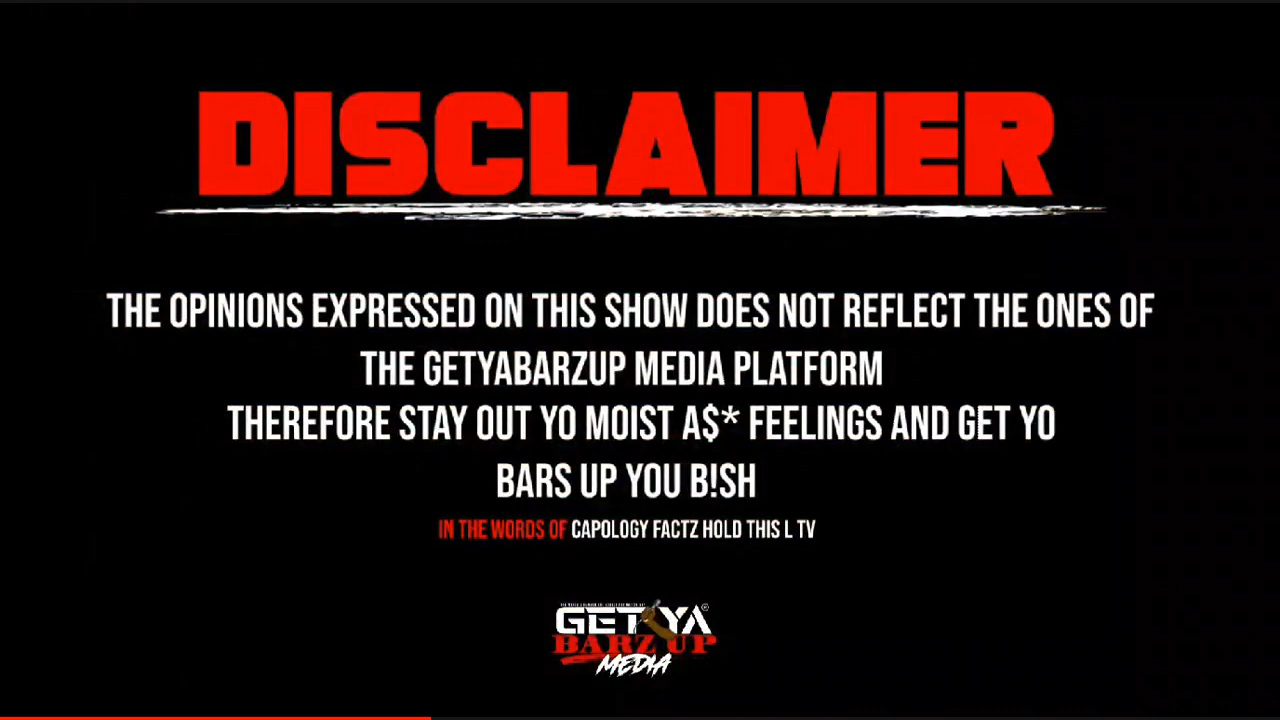 DISCLAIMER
THE OPINIONS EXPRESSED ON THIS SHOW DOES NOT REFLECT THE ONES OF
THE GETYABARZUP MEDIA PLATFORM
THEREFORE STAY OUT YO MOIST A$* FEELINGS AND GET YO
BARS UP YOU B!SH
IN THE WORDS OF CAPOLOGY FACTZ HOLD THIS L TV
GET YA®
BARZ UP
MEDIA